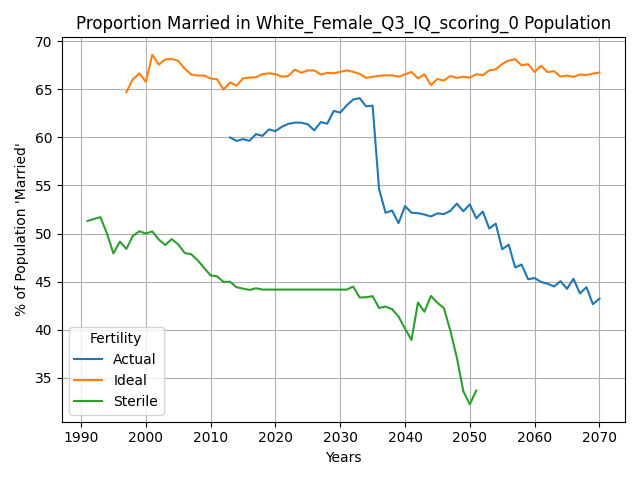 Proportion Married in White_Female_Q3_IQ_scoring_0 Population
% of Population 'Married'
70
65
60
55
50
45
40
35
Fertility
Actual
Ideal
Sterile
1990 2000 2010 2020 2030 2040 2050 2060 2070
Years